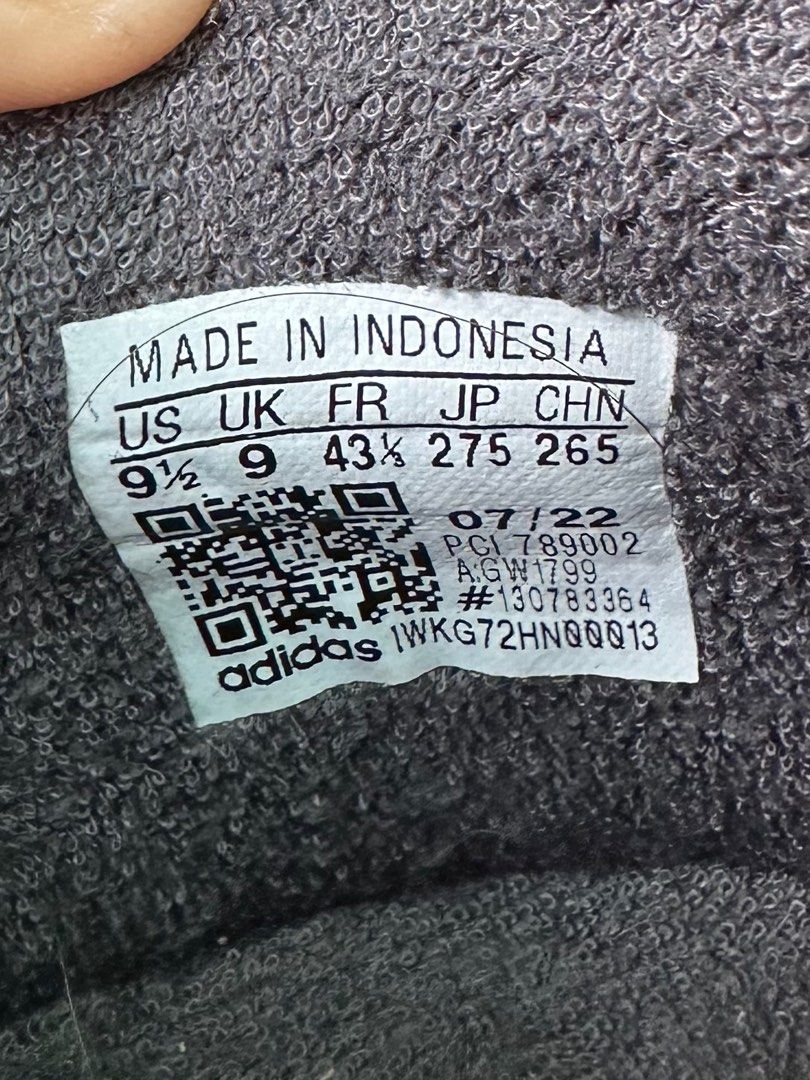 MADE IN INDONESIA
US UK FR JP CHN
9½ 9 43⅓ 275 265
07/22
PCI 789002
A:GW1799
#130783364
1WKG72HN00013
adidas